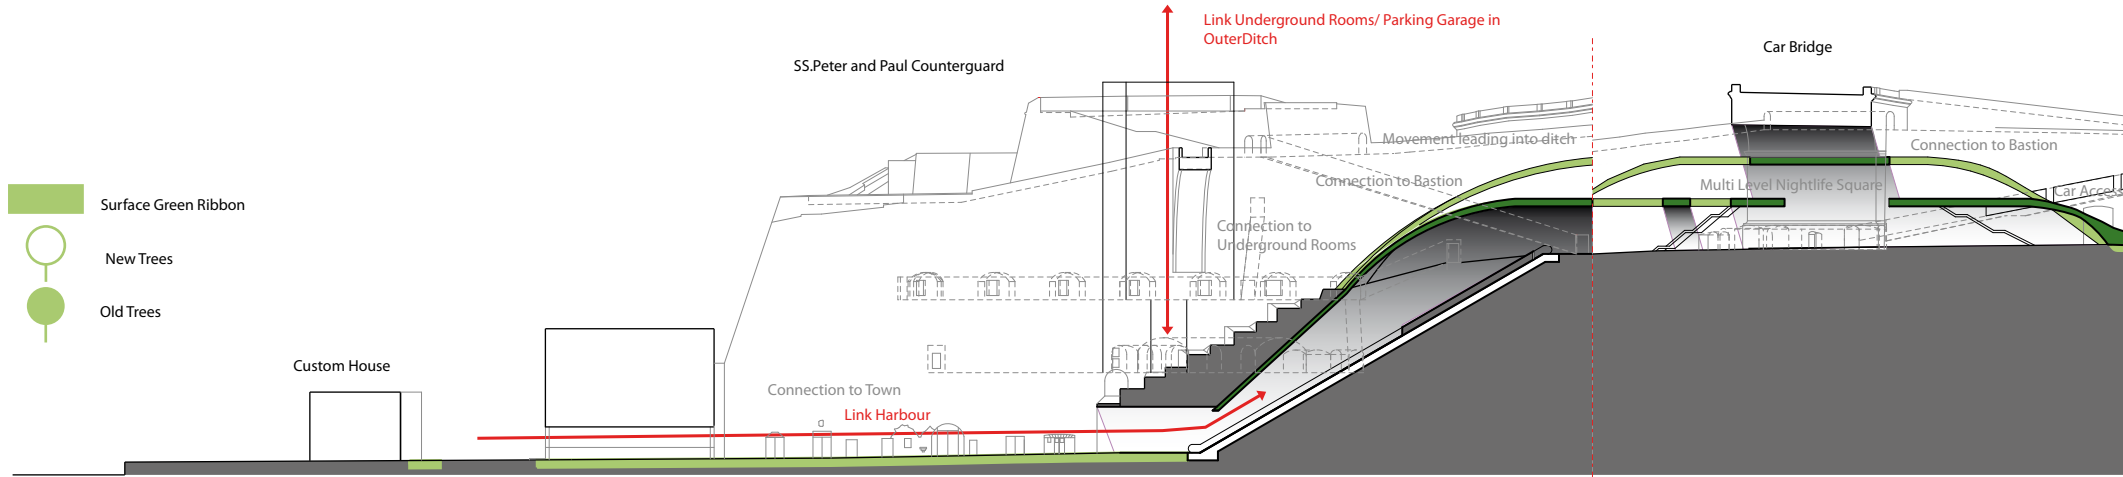 Link Underground Rooms/ Parking Garage in
OuterDitch
Car Bridge
SS.Peter and Paul Counterguard
Movement leading into ditch
Connection to Bastion
Connection to Bastion
Multi Level Nightlife Square
Car Access
Surface Green Ribbon
Connection to
Underground Rooms
New Trees
Old Trees
Custom House
Connection to Town
Link Harbour